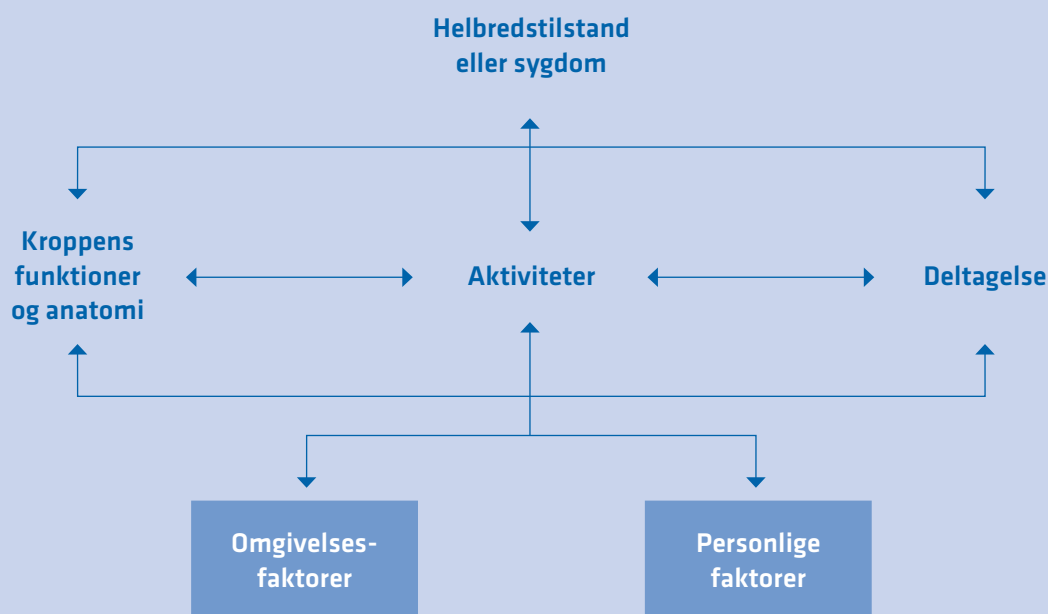 Helbredstilstand
eller sygdom
Kroppens
funktioner
og anatomi
Aktiviteter
Deltagelse
Omgivelses-
faktorer
Personlige
faktorer